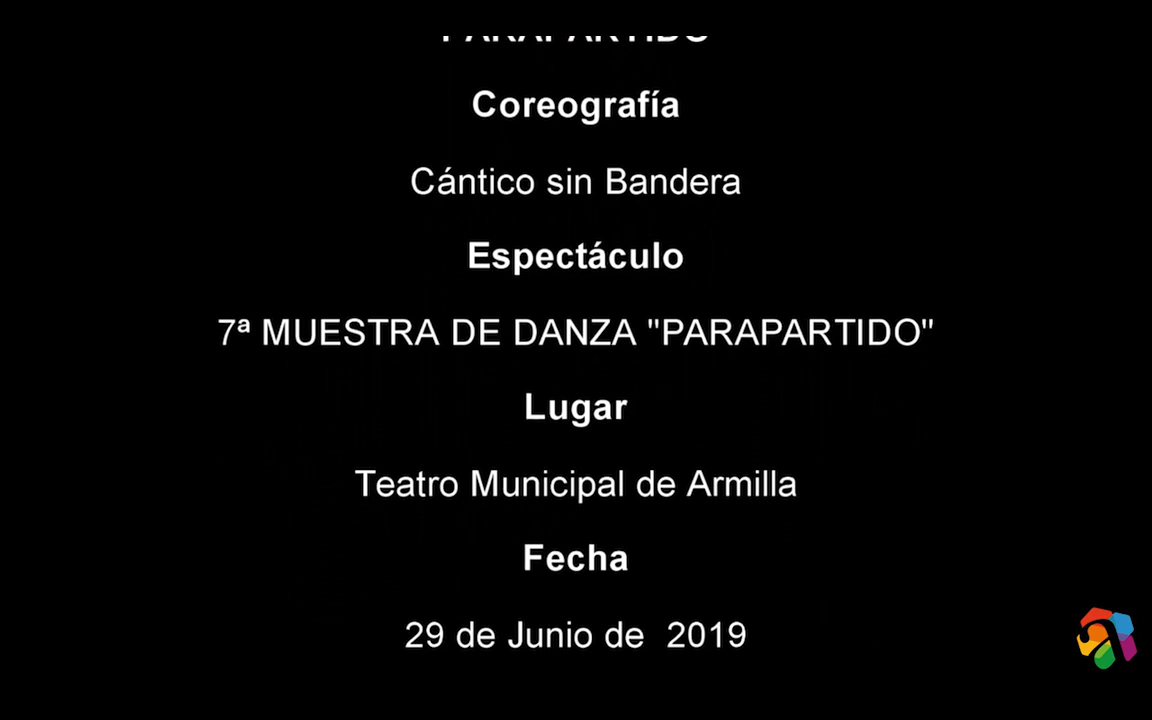 PARAPARTIDO
Coreografía
Cántico sin Bandera
Espectáculo
7ª MUESTRA DE DANZA "PARAPARTIDO"
Lugar
Teatro Municipal de Armilla
Fecha
29 de Junio de  2019